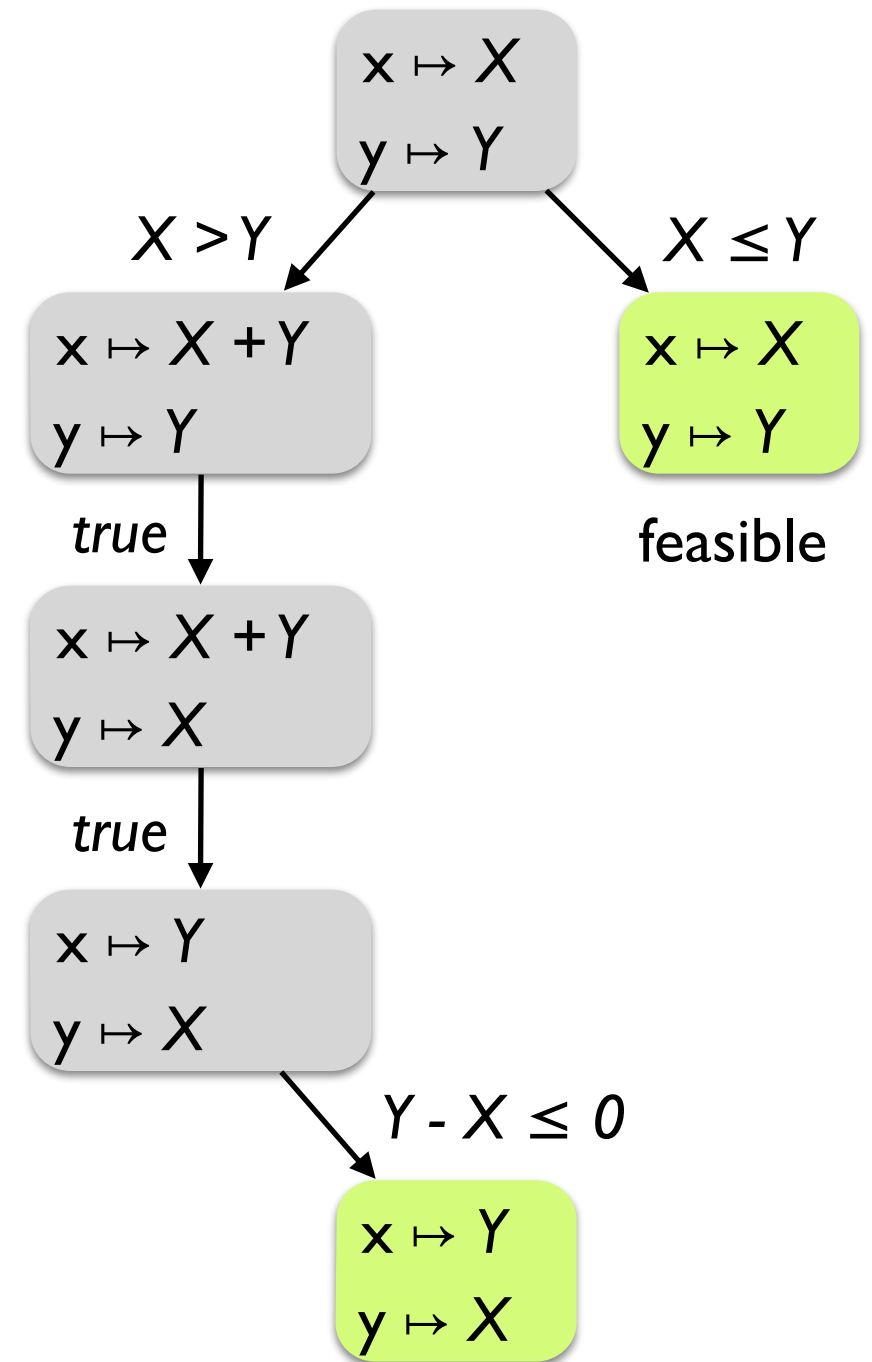 x ↦ X
y ↦ Y
X > Y
X ≤ Y
x ↦ X + Y
y ↦ Y
x ↦ X
y ↦ Y
true
feasible
x ↦ X + Y
y ↦ X
true
x ↦ Y
y ↦ X
Y - X ≤ 0
x ↦ Y
y ↦ X